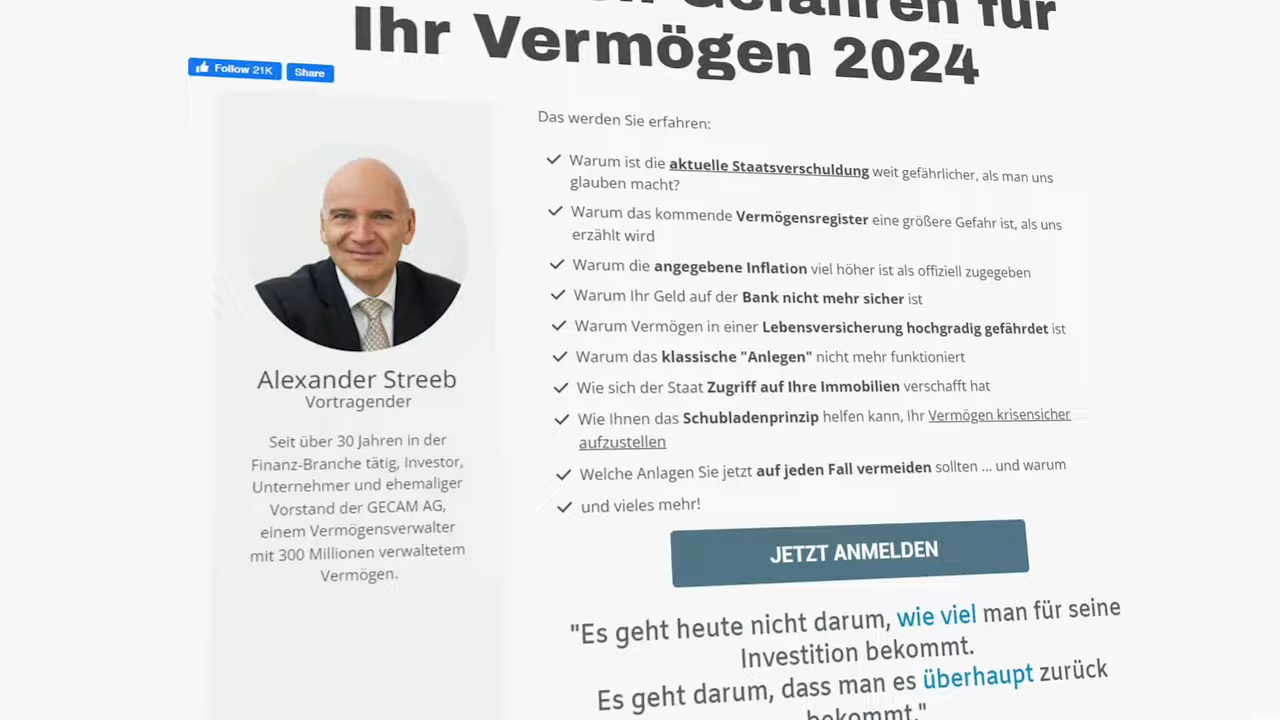 Gefahren für
Ihr Vermögen 2024
Follow 21K
Share
Alexander Streeb
Vortragender
Seit über 30 Jahren in der
Finanz-Branche tätig, Investor,
Unternehmer und ehemaliger
Vorstand der GECAM AG,
einem Vermögensverwalter
mit 300 Millionen verwaltetem
Vermögen.
Das werden Sie erfahren:
Warum ist die aktuelle Staatsverschuldung weit gefährlicher, als man uns
glauben macht?
Warum das kommende Vermögensregister eine größere Gefahr ist, als uns
erzählt wird
Warum die angegebene Inflation viel höher ist als offiziell zugegeben
Warum Ihr Geld auf der Bank nicht mehr sicher ist
Warum Vermögen in einer Lebensversicherung hochgradig gefährdet ist
Warum das klassische "Anlegen" nicht mehr funktioniert
Wie sich der Staat Zugriff auf Ihre Immobilien verschafft hat
Wie Ihnen das Schubladenprinzip helfen kann, Ihr Vermögen krisensicher
aufzustellen
Welche Anlagen Sie jetzt auf jeden Fall vermeiden sollten ... und warum
und vieles mehr!
JETZT ANMELDEN
"Es geht heute nicht darum, wie viel man für seine
Investition bekommt.
Es geht darum, dass man es überhaupt zurück
bekommt."